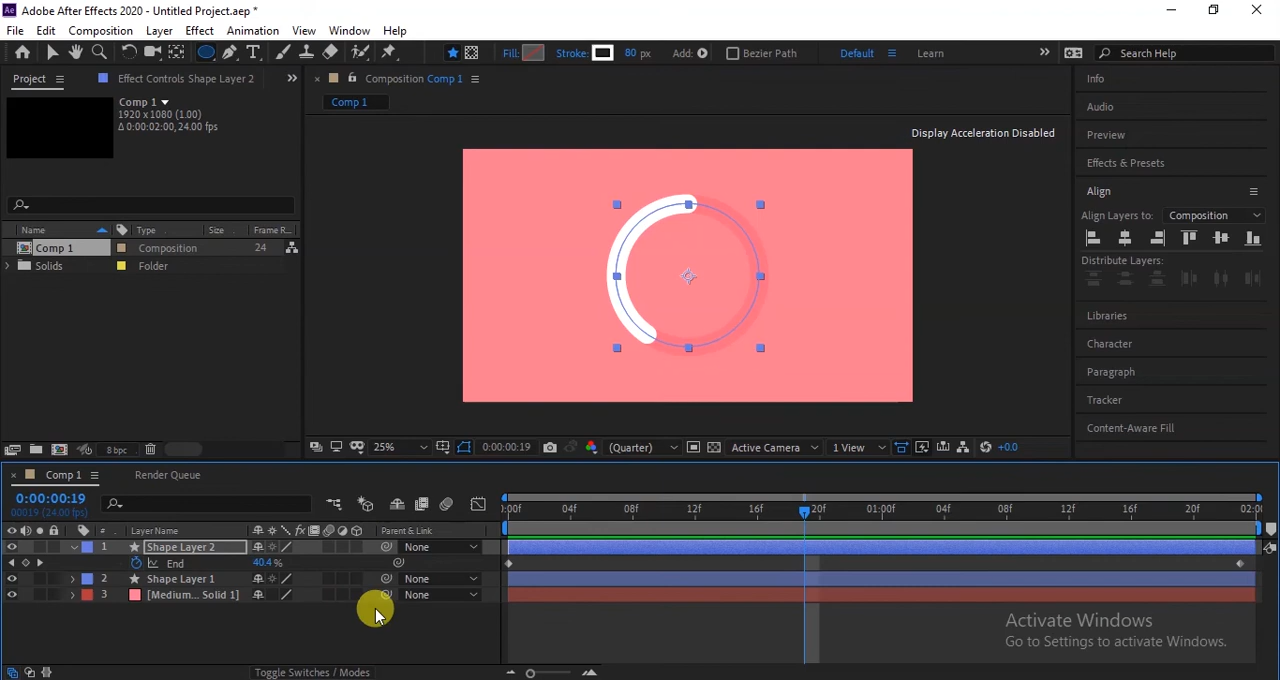 Adobe After Effects 2020 - Untitled Project.aep *
File Edit Composition Layer Effect Animation View Window Help
Fill: Stroke: 80 px Add: Bezier Path Default Learn Search Help
Project Effect Controls Shape Layer 2 Composition Comp 1 Info
Comp 1 Comp 1 Audio
1920 x 1080 (1.00)
Δ 0:00:02:00, 24.00 fps
Display Acceleration Disabled Preview
Effects & Presets
Align
Align Layers to: Composition
Name Type Size Frame R...
Comp 1 Composition 24
Solids Folder
Distribute Layers:
Libraries
Character
Paragraph
Tracker
Content-Aware Fill
8 bpc 25% 0:00:00:19 (Quarter) Active Camera 1 View +0.0
Comp 1 Render Queue
0:00:00:19
00019 (24.00 fps)
:00f 04f 08f 12f 16f 20f 01:00f 04f 08f 12f 16f 20f 02:0
# Layer Name fx Parent & Link
1 Shape Layer 2 None
End 40.4 %
2 Shape Layer 1 None
3 [Medium... Solid 1] None
Activate Windows
Go to Settings to activate Windows.
Toggle Switches / Modes